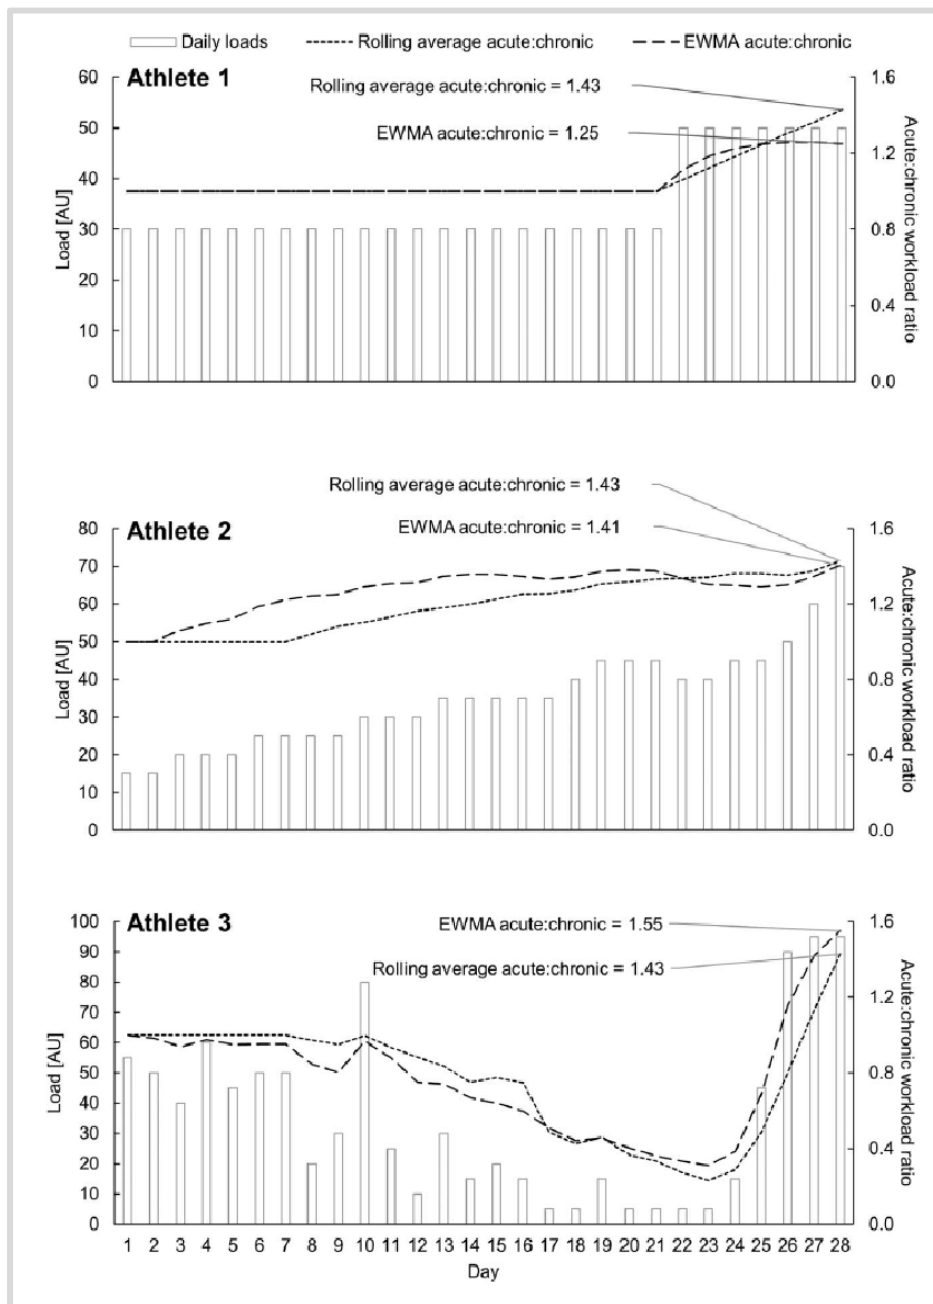 Daily loads Rolling average acute:chronic EWMA acute:chronic
Athlete 1
Rolling average acute:chronic = 1.43
EWMA acute:chronic = 1.25
60
50
40
30
20
10
0
Load [AU]
1.6
1.2
0.8
0.4
0.0
Acute:chronic workload ratio
Rolling average acute:chronic = 1.43
Athlete 2
EWMA acute:chronic = 1.41
80
70
60
50
40
30
20
10
0
Load [AU]
1.6
1.2
0.8
0.4
0.0
Acute:chronic workload ratio
Athlete 3
EWMA acute:chronic = 1.55
Rolling average acute:chronic = 1.43
100
90
80
70
60
50
40
30
20
10
0
Load [AU]
1.6
1.2
0.8
0.4
0.0
Acute:chronic workload ratio
1 2 3 4 5 6 7 8 9 10 11 12 13 14 15 16 17 18 19 20 21 22 23 24 25 26 27 28
Day